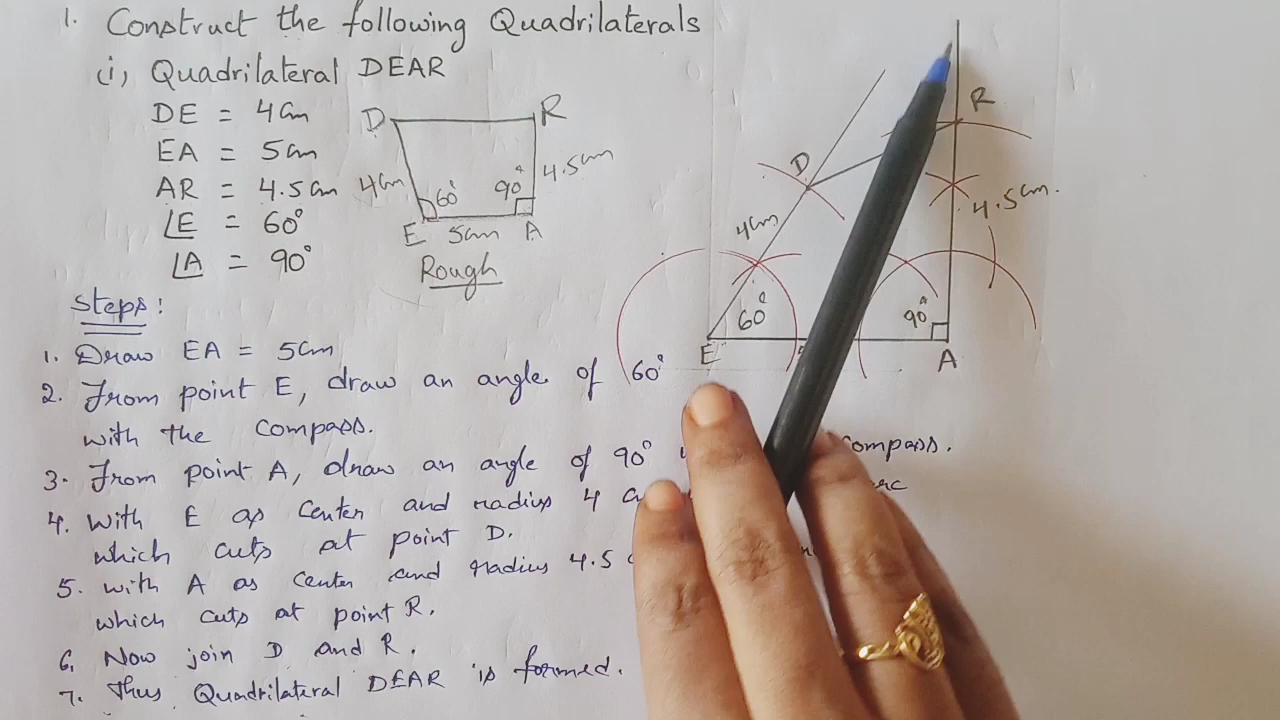 1. Construct the following Quadrilaterals
(i) Quadrilateral DEAR
DE = 4cm
EA = 5cm
AR = 4.5cm
∠E = 60°
∠A = 90°
D R
4cm 60° 90° 4.5cm
E 5cm A
Rough
R
D
4cm 4.5cm.
60° 90°
E A
Steps:
1. Draw EA = 5cm
2. From point E, draw an angle of 60°
with the compass.
3. From point A, draw an angle of 90° compass.
4. With E as center and radius 4 arc
which cuts at point D.
5. with A as center and radius 4.5
which cuts at point R.
6. Now join D and R.
7. Thus Quadrilateral DEAR is formed.